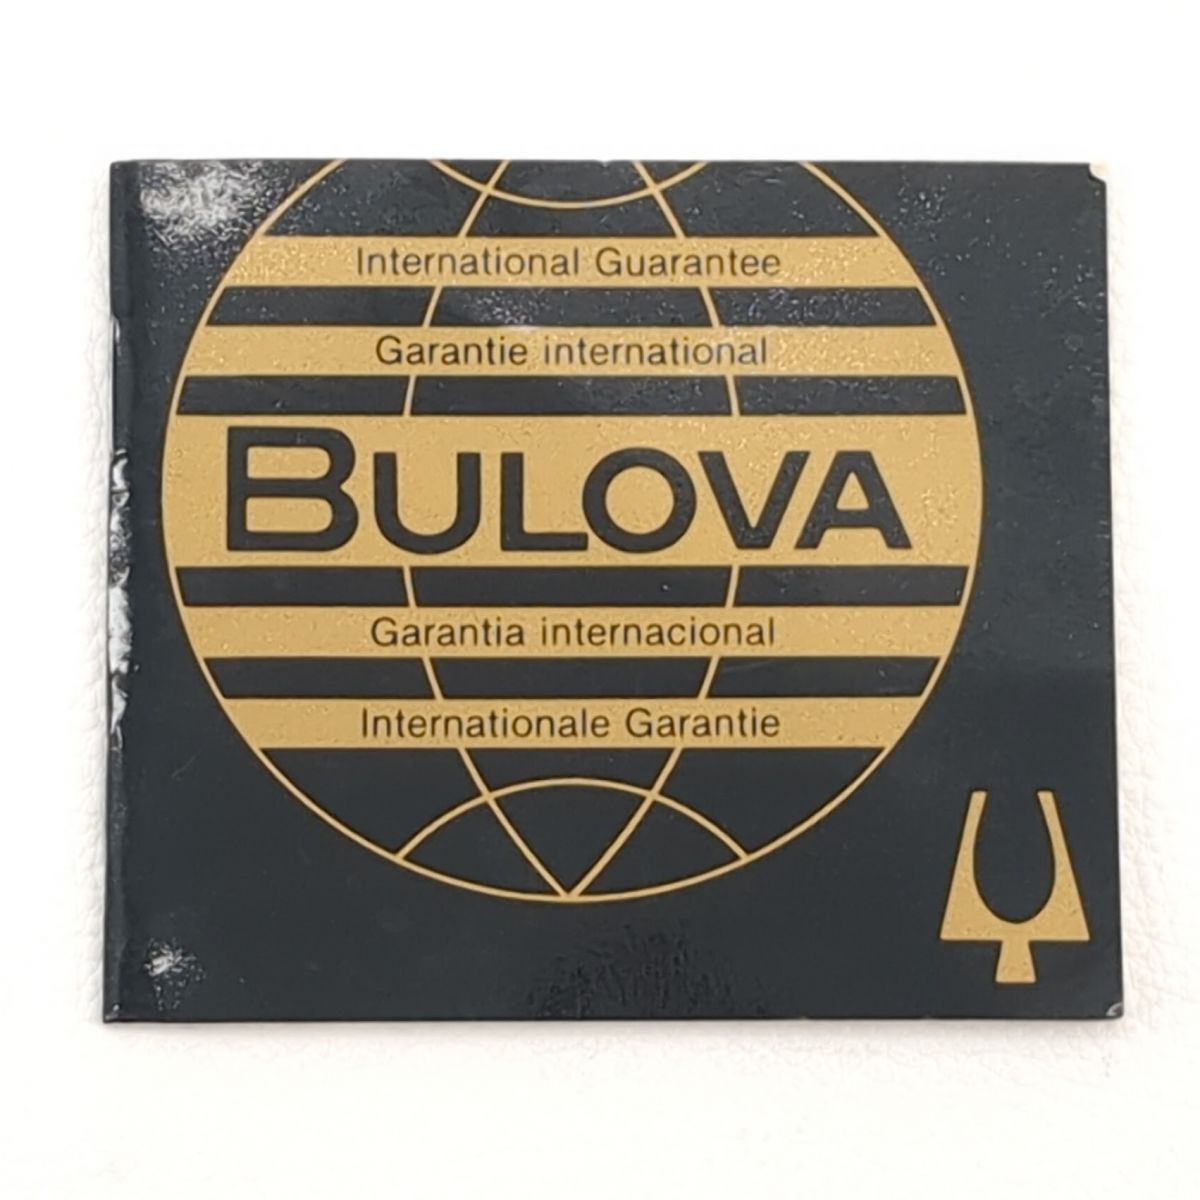 International Guarantee
Garantie international
BULOVA
Garantia internacional
Internationale Garantie